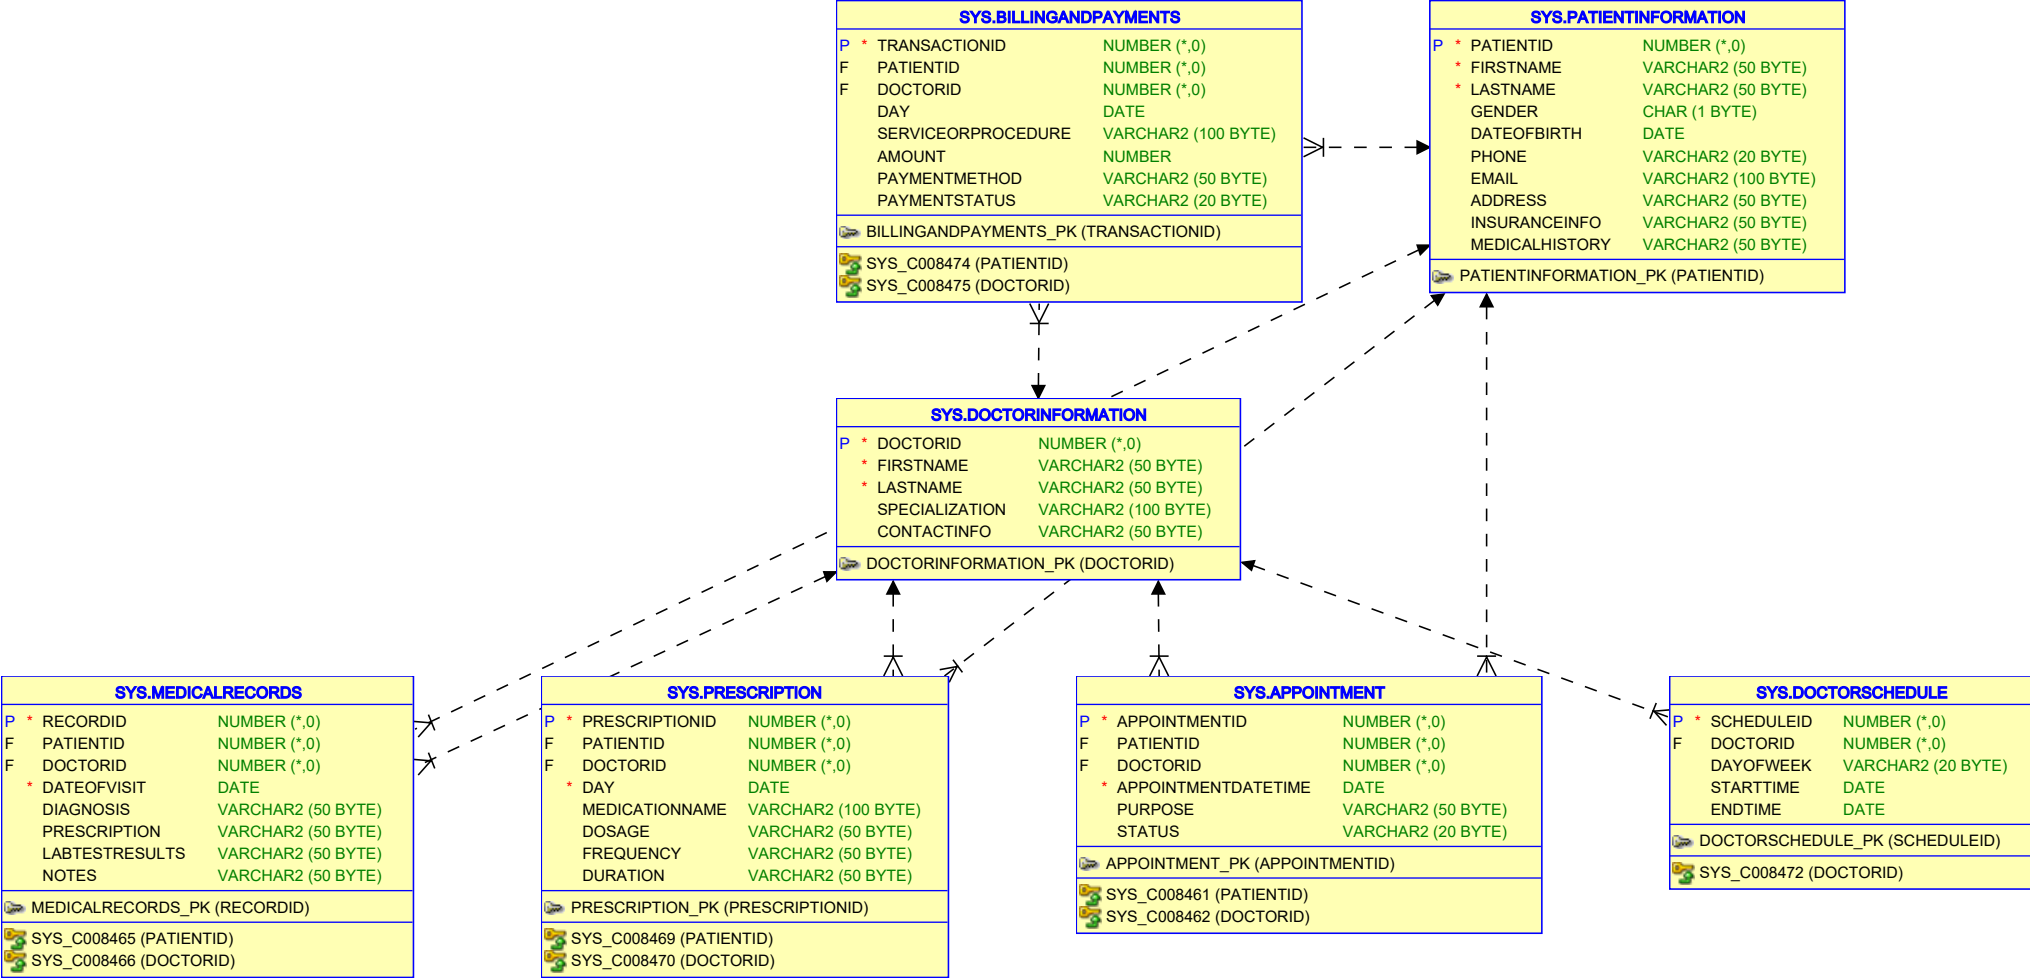 SYS.BILLINGANDPAYMENTS
P * TRANSACTIONID NUMBER (*,0)
F PATIENTID NUMBER (*,0)
F DOCTORID NUMBER (*,0)
DAY DATE
SERVICEORPROCEDURE VARCHAR2 (100 BYTE)
AMOUNT NUMBER
PAYMENTMETHOD VARCHAR2 (50 BYTE)
PAYMENTSTATUS VARCHAR2 (20 BYTE)
BILLINGANDPAYMENTS_PK (TRANSACTIONID)
SYS_C008474 (PATIENTID)
SYS_C008475 (DOCTORID)
SYS.PATIENTINFORMATION
P * PATIENTID NUMBER (*,0)
* FIRSTNAME VARCHAR2 (50 BYTE)
* LASTNAME VARCHAR2 (50 BYTE)
GENDER CHAR (1 BYTE)
DATEOFBIRTH DATE
PHONE VARCHAR2 (20 BYTE)
EMAIL VARCHAR2 (100 BYTE)
ADDRESS VARCHAR2 (50 BYTE)
INSURANCEINFO VARCHAR2 (50 BYTE)
MEDICALHISTORY VARCHAR2 (50 BYTE)
PATIENTINFORMATION_PK (PATIENTID)
SYS.DOCTORINFORMATION
P * DOCTORID NUMBER (*,0)
* FIRSTNAME VARCHAR2 (50 BYTE)
* LASTNAME VARCHAR2 (50 BYTE)
SPECIALIZATION VARCHAR2 (100 BYTE)
CONTACTINFO VARCHAR2 (50 BYTE)
DOCTORINFORMATION_PK (DOCTORID)
SYS.MEDICALRECORDS
P * RECORDID NUMBER (*,0)
F PATIENTID NUMBER (*,0)
F DOCTORID NUMBER (*,0)
* DATEOFVISIT DATE
DIAGNOSIS VARCHAR2 (50 BYTE)
PRESCRIPTION VARCHAR2 (50 BYTE)
LABTESTRESULTS VARCHAR2 (50 BYTE)
NOTES VARCHAR2 (50 BYTE)
MEDICALRECORDS_PK (RECORDID)
SYS_C008465 (PATIENTID)
SYS_C008466 (DOCTORID)
SYS.PRESCRIPTION
P * PRESCRIPTIONID NUMBER (*,0)
F PATIENTID NUMBER (*,0)
F DOCTORID NUMBER (*,0)
* DAY DATE
MEDICATIONNAME VARCHAR2 (100 BYTE)
DOSAGE VARCHAR2 (50 BYTE)
FREQUENCY VARCHAR2 (50 BYTE)
DURATION VARCHAR2 (50 BYTE)
PRESCRIPTION_PK (PRESCRIPTIONID)
SYS_C008469 (PATIENTID)
SYS_C008470 (DOCTORID)
SYS.APPOINTMENT
P * APPOINTMENTID NUMBER (*,0)
F PATIENTID NUMBER (*,0)
F DOCTORID NUMBER (*,0)
* APPOINTMENTDATETIME DATE
PURPOSE VARCHAR2 (50 BYTE)
STATUS VARCHAR2 (20 BYTE)
APPOINTMENT_PK (APPOINTMENTID)
SYS_C008461 (PATIENTID)
SYS_C008462 (DOCTORID)
SYS.DOCTORSCHEDULE
P * SCHEDULEID NUMBER (*,0)
F DOCTORID NUMBER (*,0)
DAYOFWEEK VARCHAR2 (20 BYTE)
STARTTIME DATE
ENDTIME DATE
DOCTORSCHEDULE_PK (SCHEDULEID)
SYS_C008472 (DOCTORID)